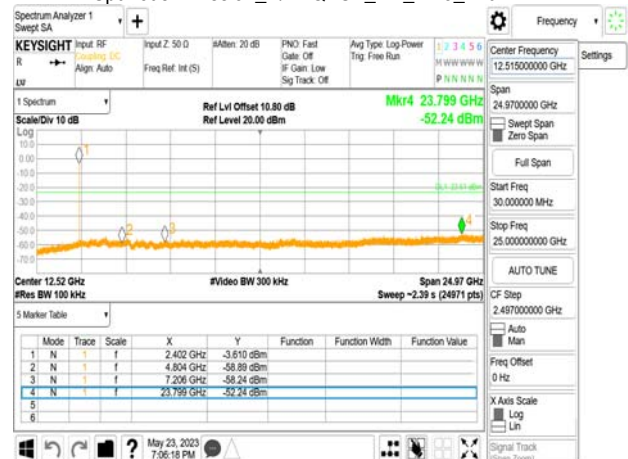 Spectrum Analyzer 1
Swept SA
Frequency
KEYSIGHT
Input: RF
Input Z: 50 Ω
#Atten: 20 dB
PNO: Fast
Avg Type: Log-Power
1 2 3 4 5 6
R
Coupling: DC
Gate: Off
Trig: Free Run
M W W W W W
Align: Auto
Freq Ref: Int (S)
IF Gain: Low
P N N N N N
Sig Track: Off
LW
Center Frequency
12.515000000 GHz
Settings
Span
24.9700000 GHz
Swept Span
Zero Span
Full Span
Start Freq
30.000000 MHz
Stop Freq
25.000000000 GHz
AUTO TUNE
CF Step
2.497000000 GHz
Auto
Man
Freq Offset
0 Hz
X Axis Scale
Log
Lin
Signal Track
(Span Zoom)
1 Spectrum
Ref Lvl Offset 10.80 dB
Mkr4 23.799 GHz
Scale/Div 10 dB
Ref Level 20.00 dBm
-52.24 dBm
Log
10.0
0.00
-10.0
-20.0
-30.0
-40.0
-50.0
-60.0
-70.0
1
2
3
4
Center 12.52 GHz
#Video BW 300 kHz
Span 24.97 GHz
#Res BW 100 kHz
Sweep ~2.39 s (24971 pts)
5 Marker Table
Mode Trace Scale X Y Function Function Width Function Value
1 N 1 f 2.402 GHz -3.610 dBm
2 N 1 f 4.804 GHz -58.89 dBm
3 N 1 f 7.206 GHz -58.24 dBm
4 N 1 f 23.799 GHz -52.24 dBm
5
6
May 23, 2023
7:06:18 PM